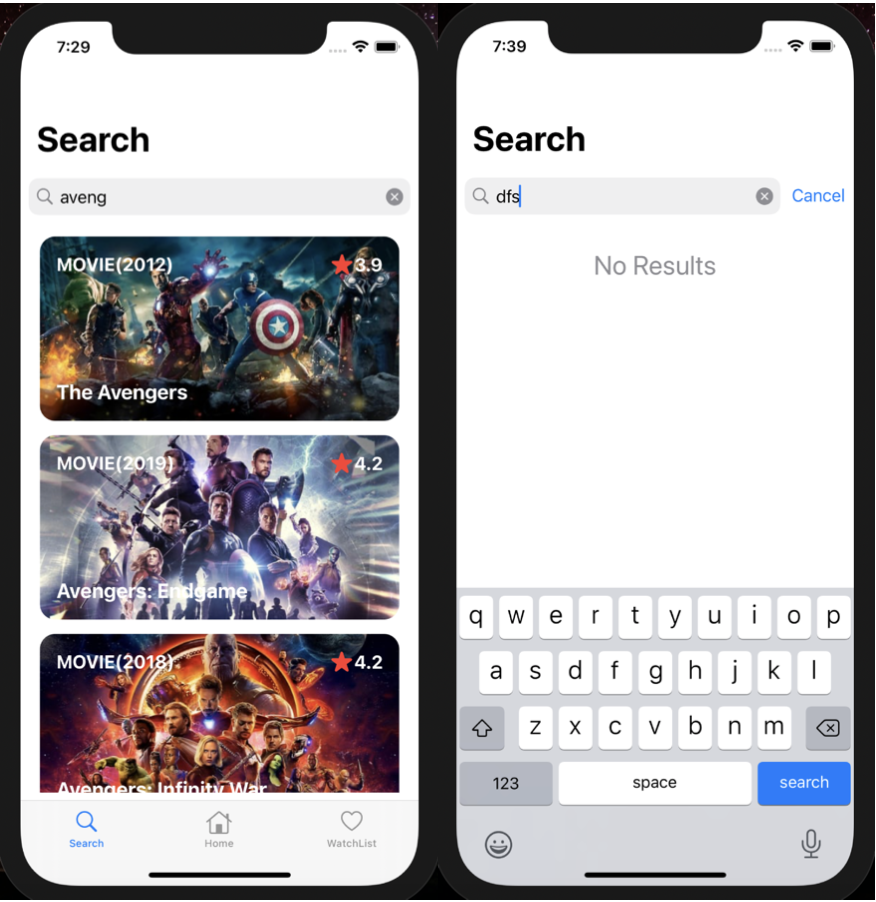 7:29
Search
aveng
MOVIE(2012) 3.9
The Avengers
MOVIE(2019) 4.2
Avengers: Endgame
MOVIE(2018) 4.2
Avengers: Infinity War
Search Home WatchList
7:39
Search
dfs Cancel
No Results
q w e r t y u i o p
a s d f g h j k l
z x c v b n m
123 space search